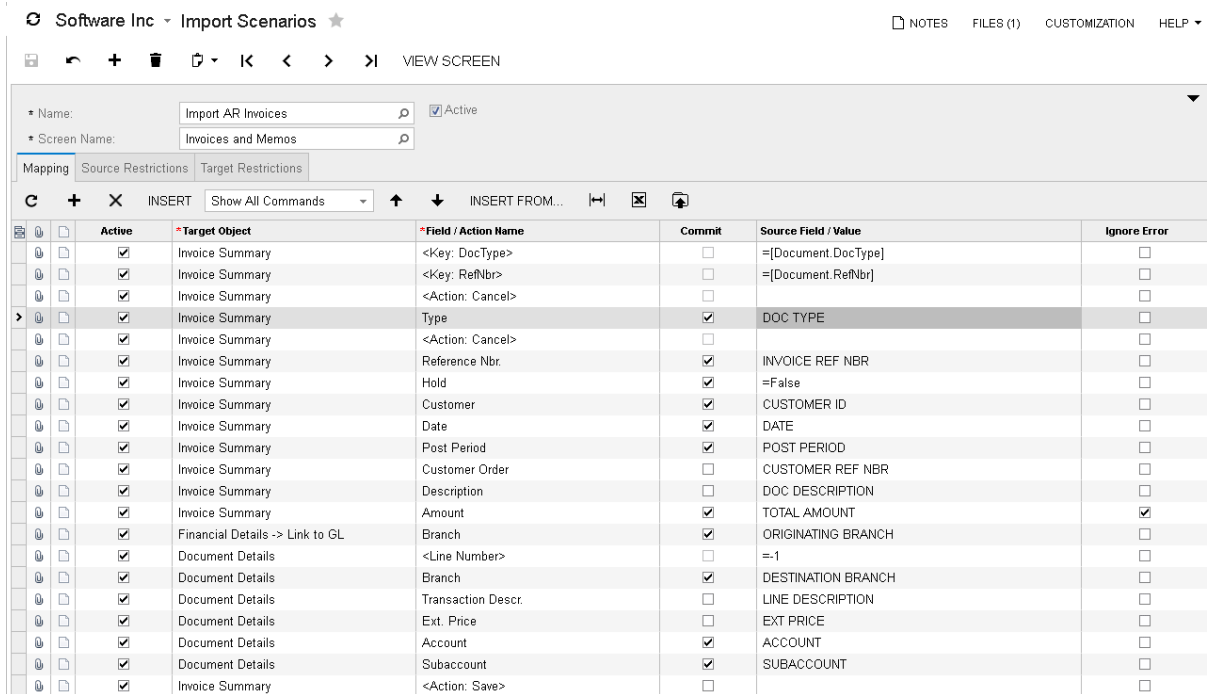 Software Inc Import Scenarios NOTES FILES (1) CUSTOMIZATION HELP
VIEW SCREEN
* Name: Import AR Invoices Active
* Screen Name: Invoices and Memos
Mapping Source Restrictions Target Restrictions
INSERT Show All Commands INSERT FROM...
Active *Target Object *Field / Action Name Commit Source Field / Value Ignore Error
Invoice Summary <Key: DocType> =[Document.DocType]
Invoice Summary <Key: RefNbr> =[Document.RefNbr]
Invoice Summary <Action: Cancel>
Invoice Summary Type DOC TYPE
Invoice Summary <Action: Cancel>
Invoice Summary Reference Nbr. INVOICE REF NBR
Invoice Summary Hold =False
Invoice Summary Customer CUSTOMER ID
Invoice Summary Date DATE
Invoice Summary Post Period POST PERIOD
Invoice Summary Customer Order CUSTOMER REF NBR
Invoice Summary Description DOC DESCRIPTION
Invoice Summary Amount TOTAL AMOUNT
Financial Details -> Link to GL Branch ORIGINATING BRANCH
Document Details <Line Number> =-1
Document Details Branch DESTINATION BRANCH
Document Details Transaction Descr. LINE DESCRIPTION
Document Details Ext. Price EXT PRICE
Document Details Account ACCOUNT
Document Details Subaccount SUBACCOUNT
Invoice Summary <Action: Save>